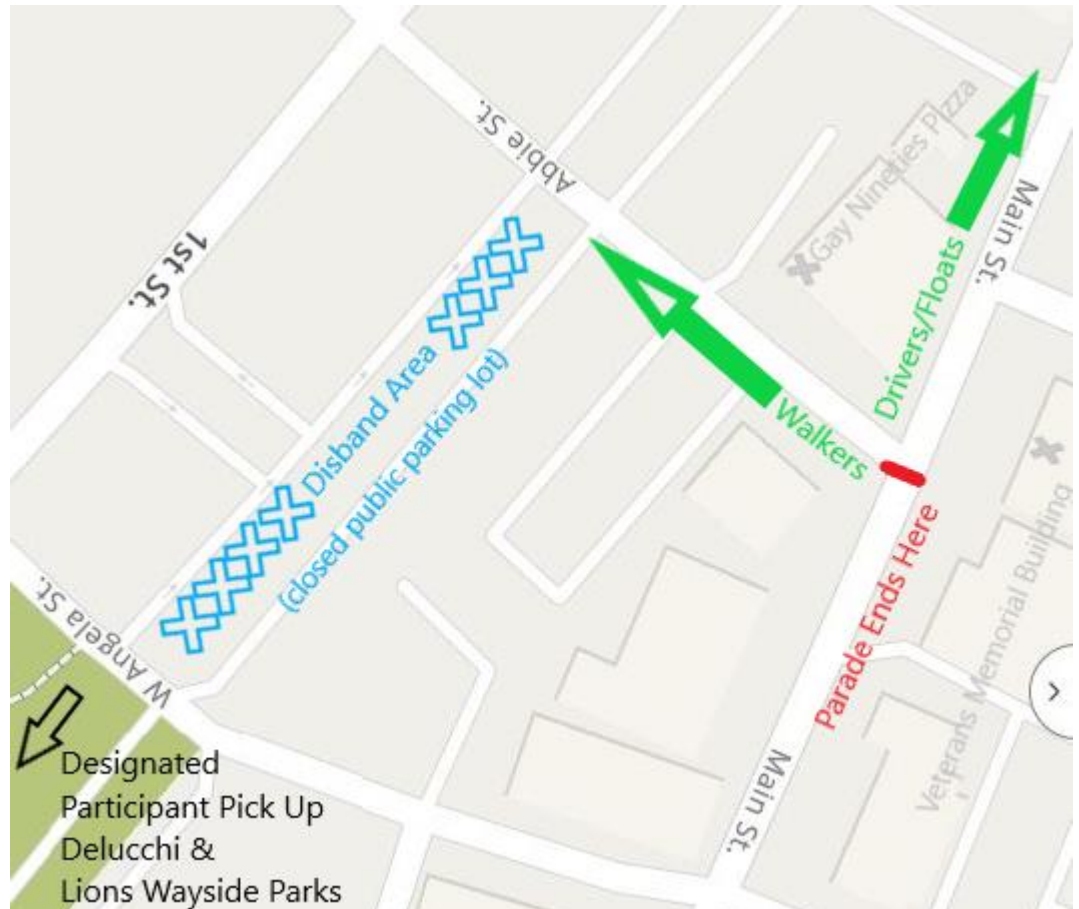 Abbie St.
1st St.
Gay Nineties Pizza
Main St.
Drivers/Floats
Walkers
Disband Area
(closed public parking lot)
Parade Ends Here
Veterans Memorial Building
W Angela St.
Main St.
Designated
Participant Pick Up
Delucchi &
Lions Wayside Parks